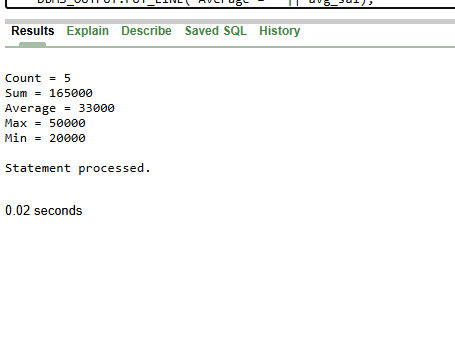 DBMS_OUTPUT.PUT_LINE('Average = ' || avg_sal);
Results Explain Describe Saved SQL History
Count = 5
Sum = 165000
Average = 33000
Max = 50000
Min = 20000
Statement processed.
0.02 seconds